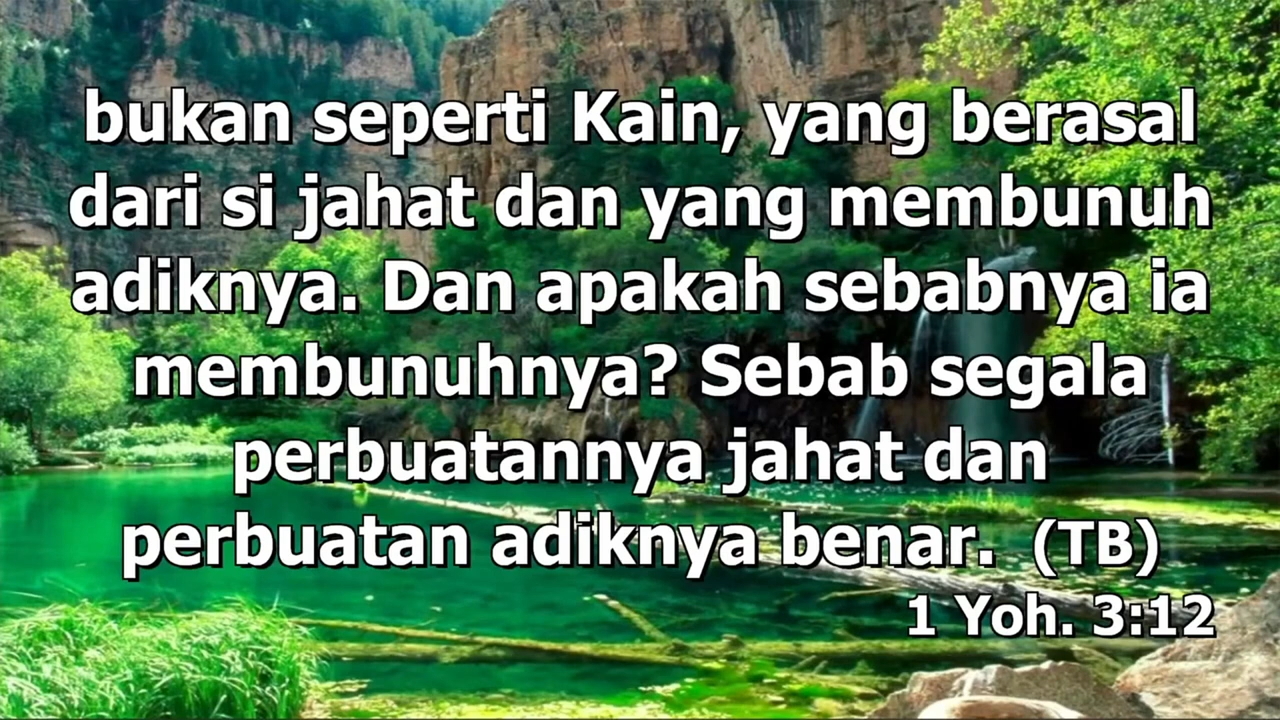 bukan seperti Kain, yang berasal
dari si jahat dan yang membunuh
adiknya. Dan apakah sebabnya ia
membunuhnya? Sebab segala
perbuatannya jahat dan
perbuatan adiknya benar. (TB)
1 Yoh. 3:12